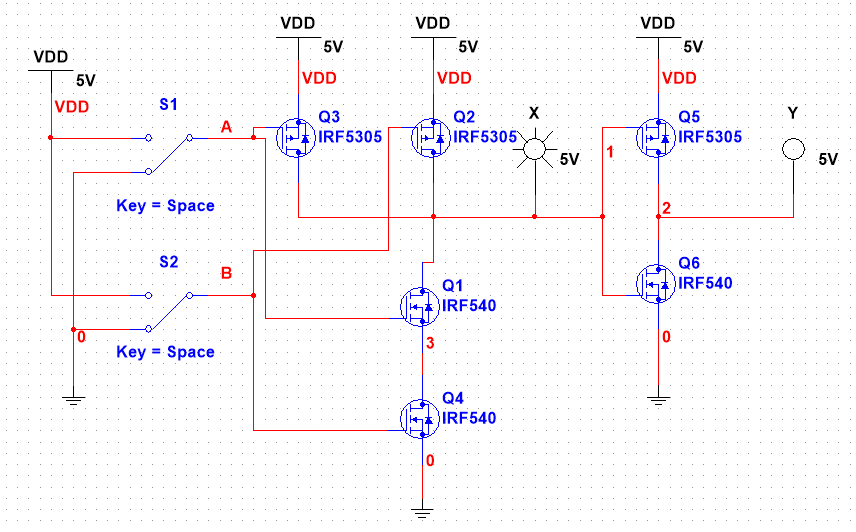 VDD
5V
VDD
VDD
5V
VDD
VDD
5V
VDD
VDD
5V
VDD
S1
A
Q3
IRF5305
Q2
IRF5305
X
5V
1
Q5
IRF5305
Y
5V
Key = Space
2
S2
B
Q1
IRF540
Q6
IRF540
0
Key = Space
3
0
Q4
IRF540
0